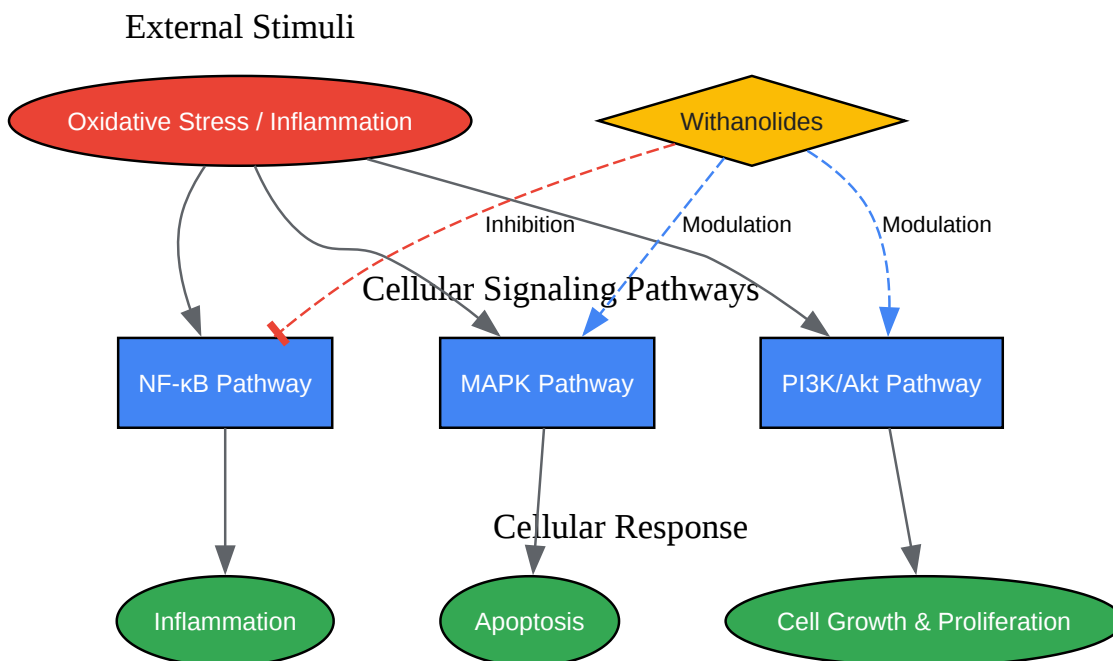 External Stimuli
Oxidative Stress / Inflammation
Withanolides
Inhibition
Modulation
Modulation
Cellular Signaling Pathways
NF-κB Pathway
MAPK Pathway
PI3K/Akt Pathway
Cellular Response
Inflammation
Apoptosis
Cell Growth & Proliferation